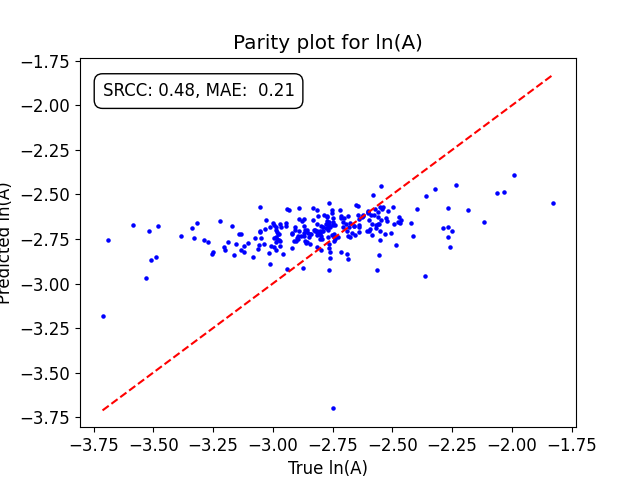 Parity plot for ln(A)
SRCC: 0.48, MAE:  0.21
−1.75
−2.00
−2.25
−2.50
−2.75
−3.00
−3.25
−3.50
−3.75
Predicted ln(A)
−3.75 −3.50 −3.25 −3.00 −2.75 −2.50 −2.25 −2.00 −1.75
True ln(A)